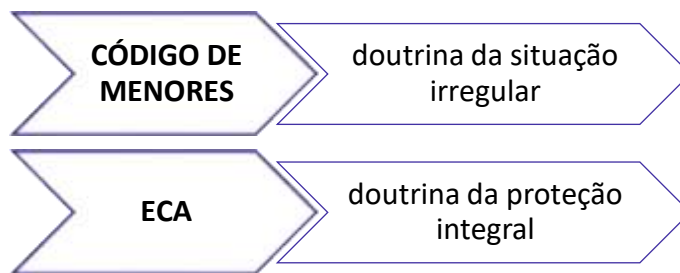 CÓDIGO DE
MENORES
doutrina da situação
irregular
ECA
doutrina da proteção
integral